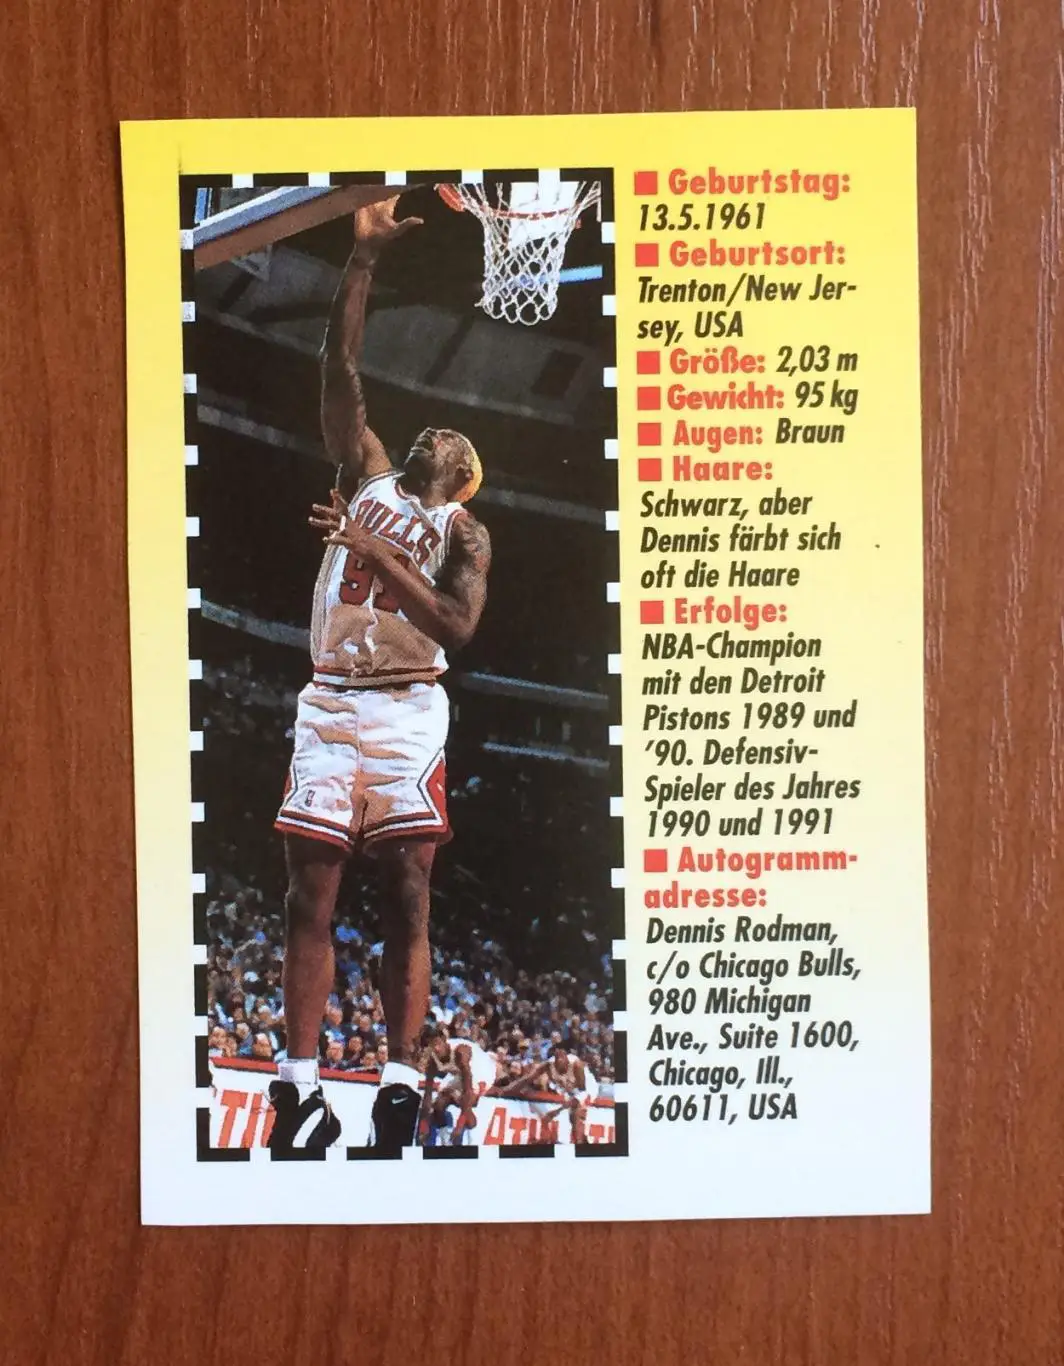 ■ Geburtstag:
13.5.1961
■ Geburtsort:
Trenton/New Jer-
sey, USA
■ Größe: 2,03 m
■ Gewicht: 95 kg
■ Augen: Braun
■ Haare:
Schwarz, aber
Dennis färbt sich
oft die Haare
■ Erfolge:
NBA-Champion
mit den Detroit
Pistons 1989 und
’90. Defensiv-
Spieler des Jahres
1990 und 1991
■ Autogramm-
adresse:
Dennis Rodman,
c/o Chicago Bulls,
980 Michigan
Ave., Suite 1600,
Chicago, Ill.,
60611, USA
BULLS
91